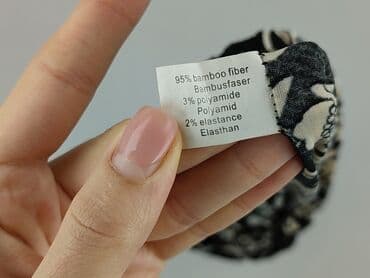 95% bamboo fiber
Bambusfaser
3% polyamide
Polyamid
2% elastance
Elasthan